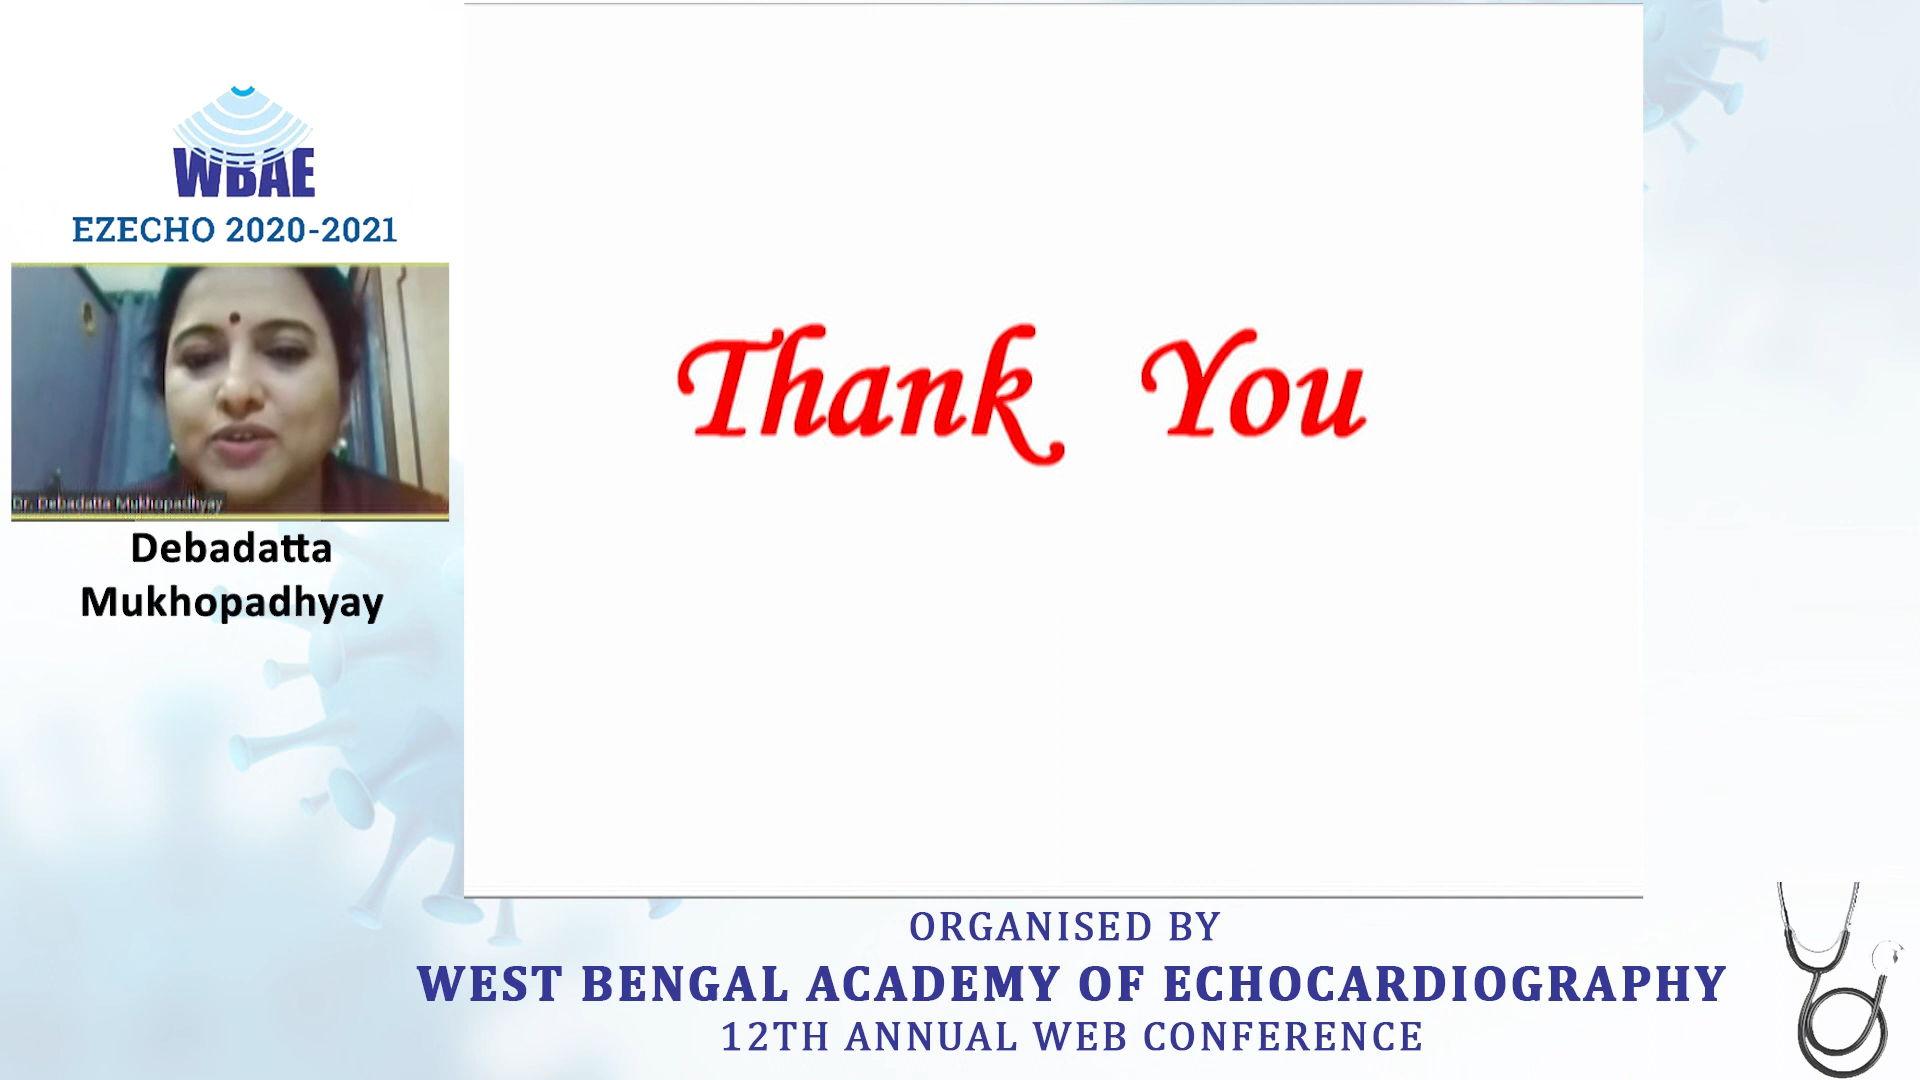 WBAE
EZECHO 2020-2021
Dr. Debadatta Mukhopadhyay
Debadatta
Mukhopadhyay
Thank You
ORGANISED BY
WEST BENGAL ACADEMY OF ECHOCARDIOGRAPHY
12TH ANNUAL WEB CONFERENCE